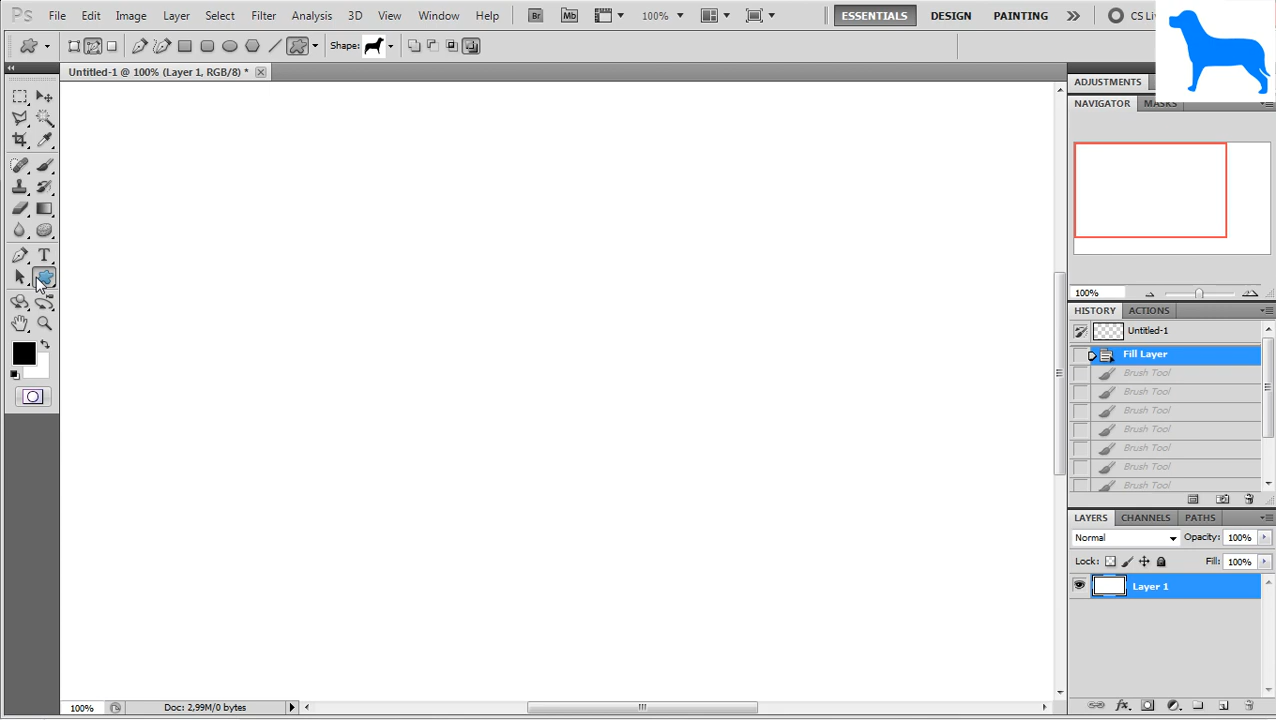 Ps File Edit Image Layer Select Filter Analysis 3D View Window Help Br Mb 100% ESSENTIALS DESIGN PAINTING CS Li
Shape:
Untitled-1 @ 100% (Layer 1, RGB/8) *
ADJUSTMENTS
NAVIGATOR MASKS
T
100%
HISTORY ACTIONS
Untitled-1
Fill Layer
Brush Tool
Brush Tool
Brush Tool
Brush Tool
Brush Tool
Brush Tool
Brush Tool
LAYERS CHANNELS PATHS
Normal Opacity: 100%
Lock: Fill: 100%
Layer 1
100% Doc: 2,99M/0 bytes
fx